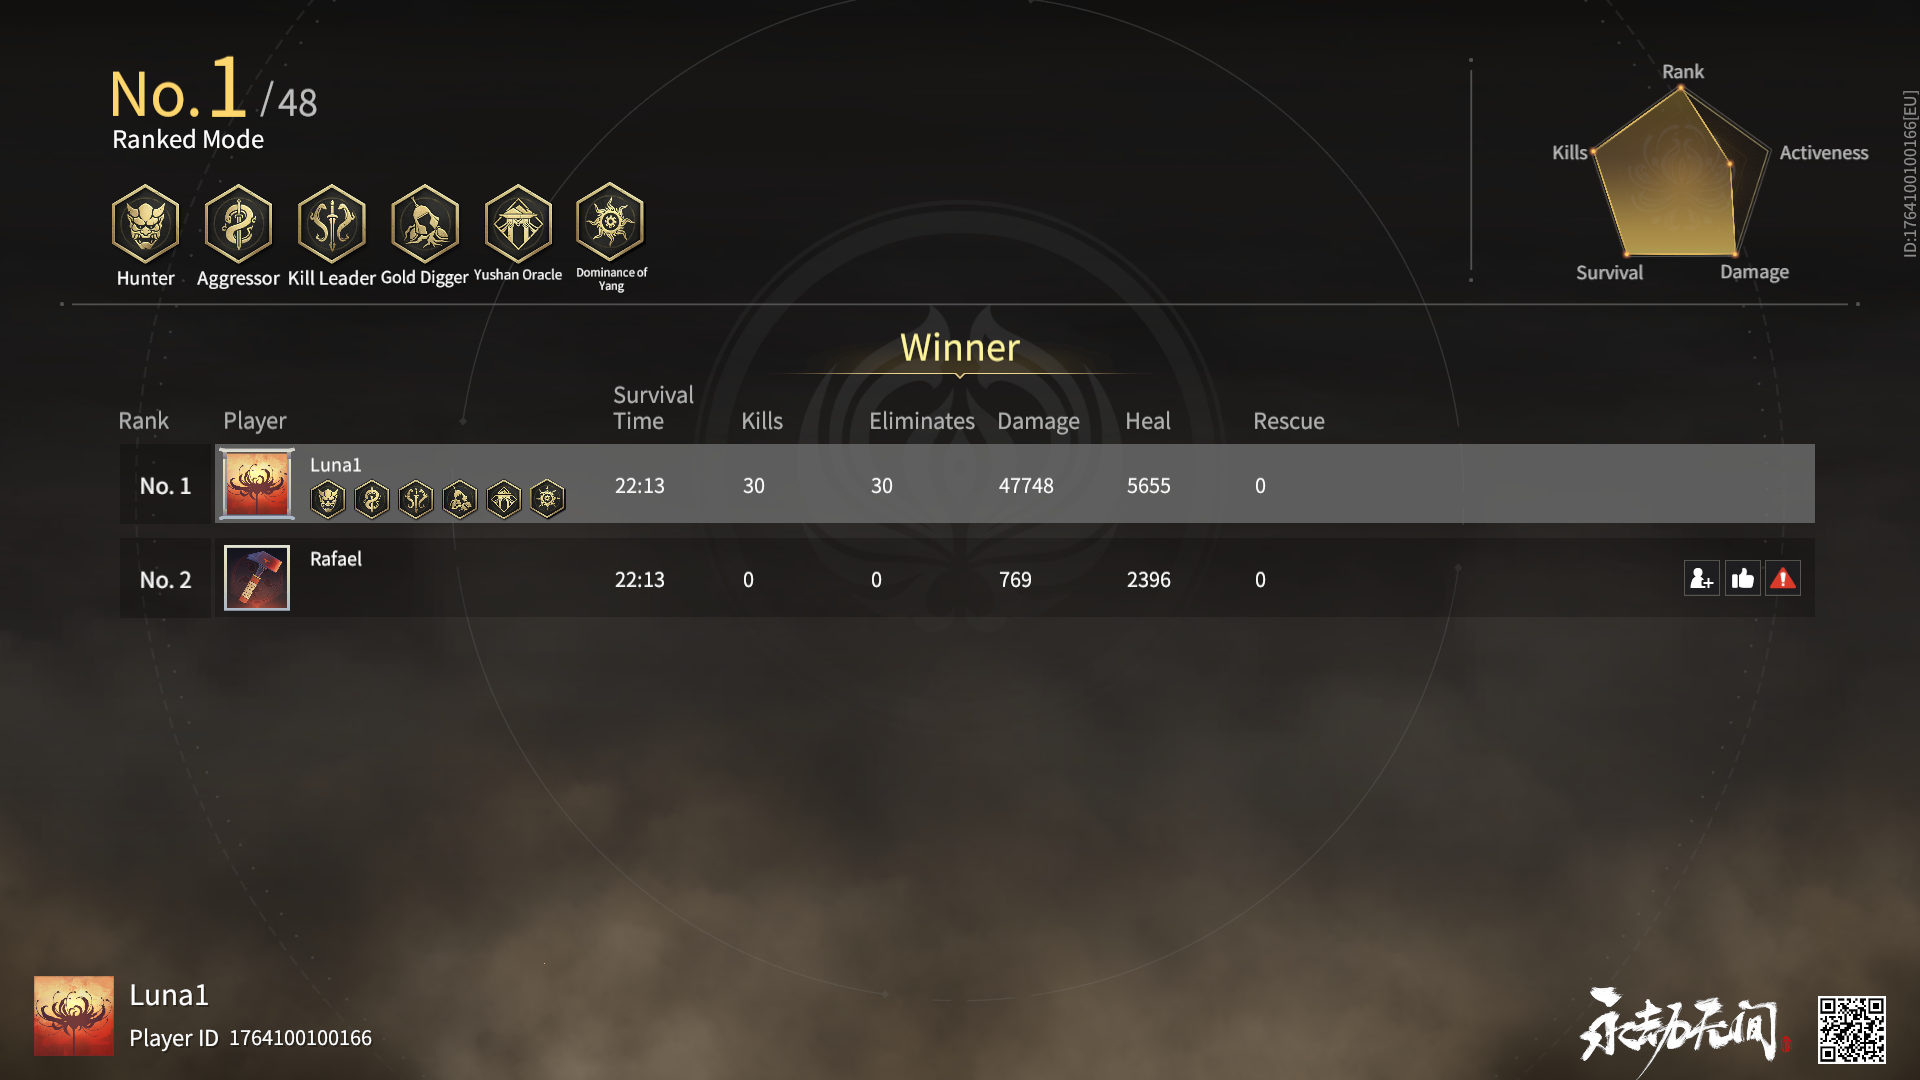 No.1/48
Ranked Mode
Hunter
Aggressor
Kill Leader
Gold Digger
Yushan Oracle
Dominance of
Yang
Rank
Kills
Activeness
Survival
Damage
ID:1764100100166[EU]
Winner
Rank Player Survival Time Kills Eliminates Damage Heal Rescue
No. 1 Luna1 22:13 30 30 47748 5655 0
No. 2 Rafael 22:13 0 0 769 2396 0
Luna1
Player ID 1764100100166
永劫无间